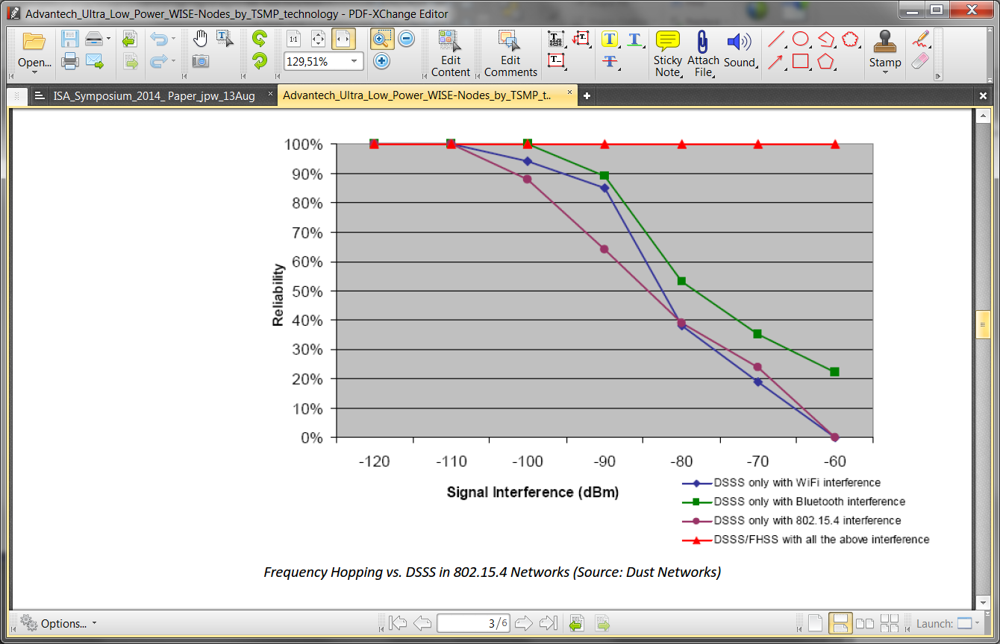 Advantech_Ultra_Low_Power_WISE-Nodes_by_TSMP_technology - PDF-XChange Editor
Open...
1:1
129,51%
Edit Content
Edit Comments
T
T
T
T
T
Sticky Note
Attach File
Sound
Stamp
ISA_Symposium_2014_ Paper_jpw_13Aug
Advantech_Ultra_Low_Power_WISE-Nodes_by_TSMP_t..
100%
90%
80%
70%
60%
50%
40%
30%
20%
10%
0%
Reliability
-120 -110 -100 -90 -80 -70 -60
Signal Interference (dBm)
DSSS only with WiFi interference
DSSS only with Bluetooth interference
DSSS only with 802.15.4 interference
DSSS/FHSS with all the above interference
Frequency Hopping vs. DSSS in 802.15.4 Networks (Source: Dust Networks)
Options...
3/6
Launch: